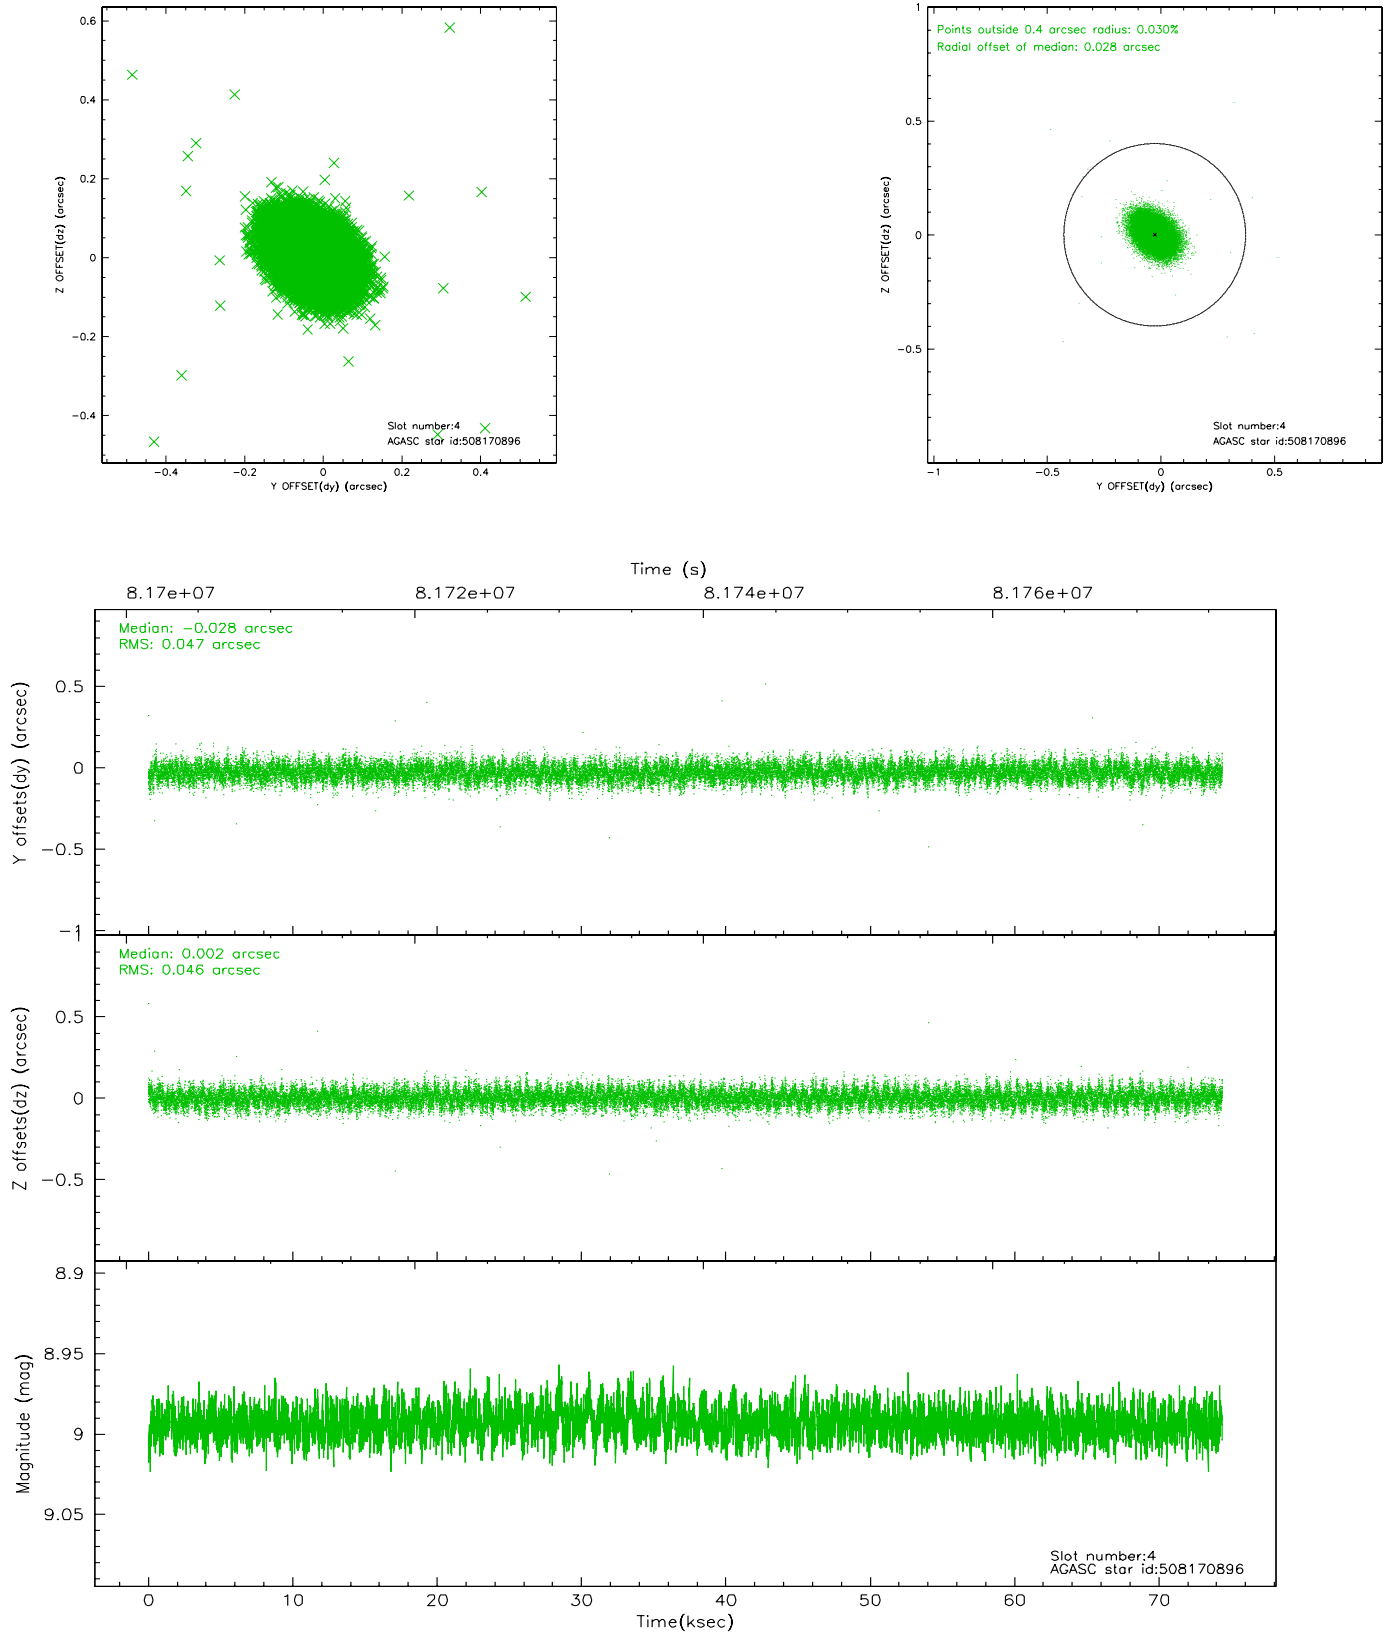 0.6
0.4
0.2
0
−0.2
−0.4
−0.4
−0.2
0
0.2
0.4
Z OFFSET(dz) (arcsec)
Y OFFSET(dy) (arcsec)
Slot number:4
AGASC star id:508170896
Points outside 0.4 arcsec radius: 0.030%
Radial offset of median: 0.028 arcsec
1
0.5
0
−0.5
−1
−0.5
0
0.5
Z OFFSET(dz) (arcsec)
Y OFFSET(dy) (arcsec)
Slot number:4
AGASC star id:508170896
Time (s)
8.17e+07
8.172e+07
8.174e+07
8.176e+07
Median: −0.028 arcsec
RMS: 0.047 arcsec
0.5
0
−0.5
−1
Y offsets(dy) (arcsec)
Median: 0.002 arcsec
RMS: 0.046 arcsec
1
0.5
0
−0.5
Z offsets(dz) (arcsec)
8.9
8.95
9
9.05
Magnitude (mag)
Slot number:4
AGASC star id:508170896
0
10
20
30
40
50
60
70
Time(ksec)